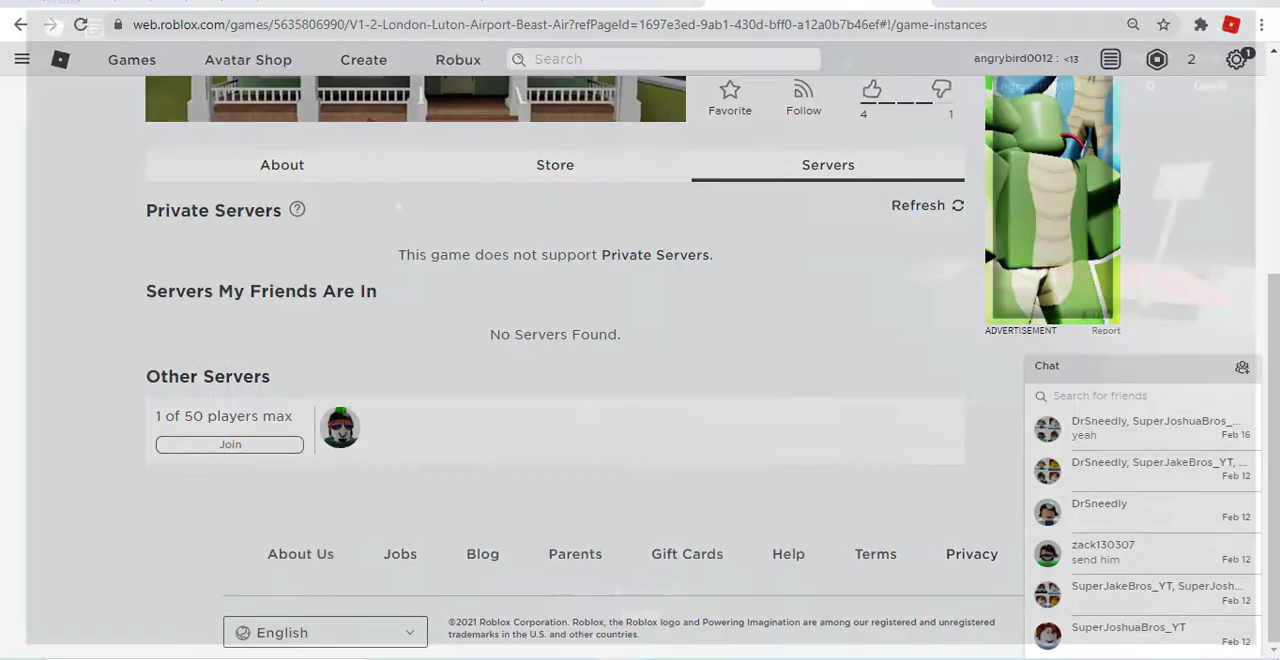 web.roblox.com/games/5635806990/V1-2-London-Luton-Airport-Beast-Air?refPageId=1697e3ed-9ab1-430d-bff0-a12a0b7b46ef#!/game-instances
Games Avatar Shop Create Robux Search angrybird0012 : <13 2 1
Favorite Follow 4 1
About Store Servers
Private Servers Refresh
This game does not support Private Servers.
Servers My Friends Are In
No Servers Found.
ADVERTISEMENT Report
Other Servers
1 of 50 players max
Join
Chat
Search for friends
DrSneedly, SuperJoshuaBros_...
yeah Feb 16
DrSneedly, SuperJakeBros_YT, ...
Feb 12
DrSneedly
Feb 12
zack130307
send him Feb 12
SuperJakeBros_YT, SuperJosh...
Feb 12
SuperJoshuaBros_YT
Feb 12
About Us Jobs Blog Parents Gift Cards Help Terms Privacy
English
©2021 Roblox Corporation. Roblox, the Roblox logo and Powering Imagination are among our registered and unregistered
trademarks in the U.S. and other countries.